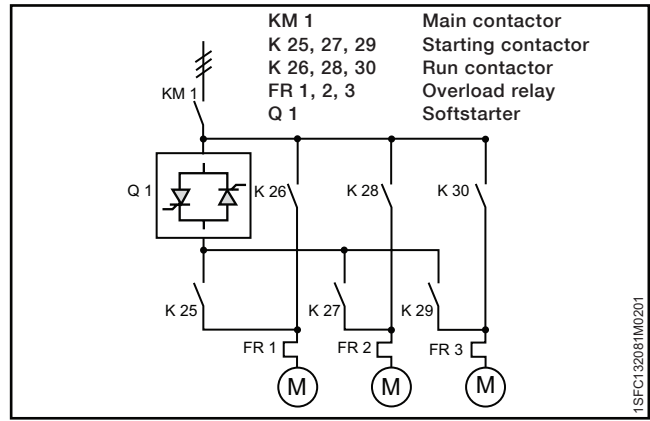 KM 1 Main contactor
K 25, 27, 29 Starting contactor
K 26, 28, 30 Run contactor
FR 1, 2, 3 Overload relay
Q 1 Softstarter
KM 1
Q 1
K 26
K 28
K 30
K 25
K 27
K 29
FR 1
FR 2
FR 3
M
M
M
1SFC132081M0201